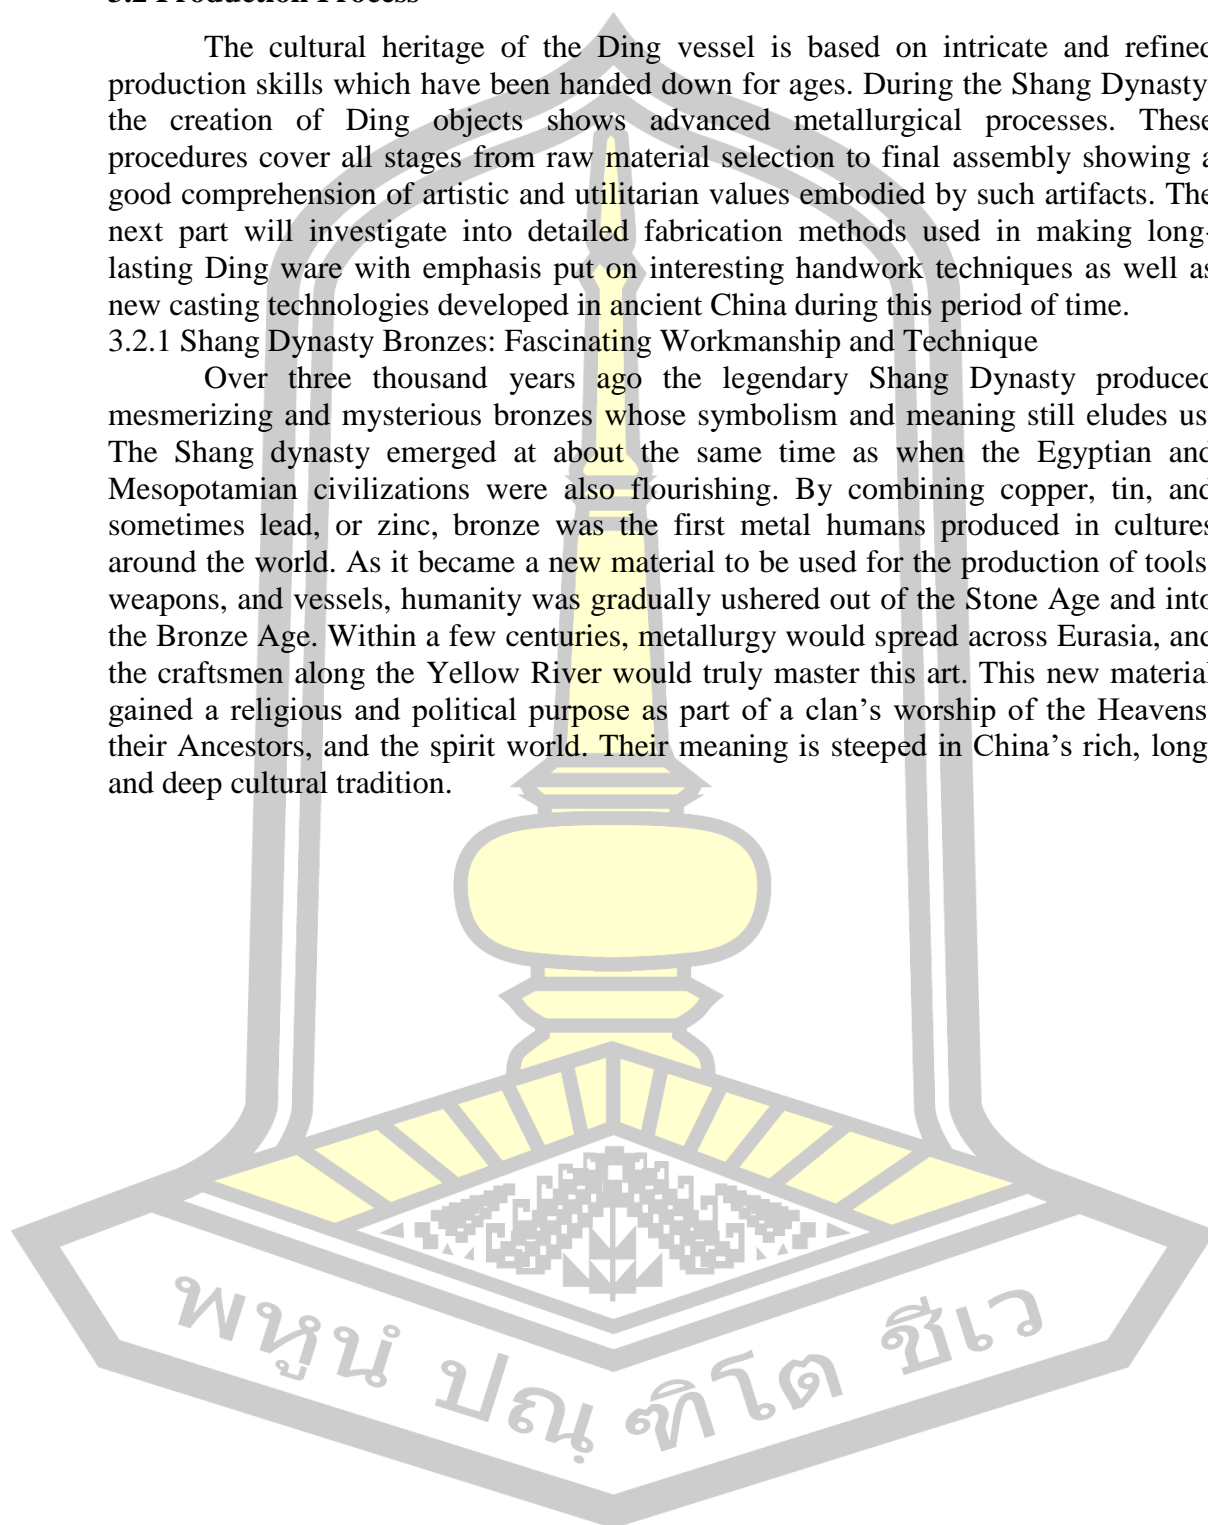 3.2 Production Process
The cultural heritage of the Ding vessel is based on intricate and refined
production skills which have been handed down for ages. During the Shang Dynasty
the creation of Ding objects shows advanced metallurgical processes. These
procedures cover all stages from raw material selection to final assembly showing a
good comprehension of artistic and utilitarian values embodied by such artifacts. The
next part will investigate into detailed fabrication methods used in making long-
lasting Ding ware with emphasis put on interesting handwork techniques as well as
new casting technologies developed in ancient China during this period of time.
3.2.1 Shang Dynasty Bronzes: Fascinating Workmanship and Technique
Over three thousand years ago the legendary Shang Dynasty produced
mesmerizing and mysterious bronzes whose symbolism and meaning still eludes us
The Shang dynasty emerged at about the same time as when the Egyptian and
Mesopotamian civilizations were also flourishing. By combining copper, tin, and
sometimes lead, or zinc, bronze was the first metal humans produced in cultures
around the world. As it became a new material to be used for the production of tools
weapons, and vessels, humanity was gradually ushered out of the Stone Age and into
the Bronze Age. Within a few centuries, metallurgy would spread across Eurasia, and
the craftsmen along the Yellow River would truly master this art. This new material
gained a religious and political purpose as part of a clan’s worship of the Heavens
their Ancestors, and the spirit world. Their meaning is steeped in China’s rich, long
and deep cultural tradition.
พหูนํ ปณฺฑิโต ชีเว